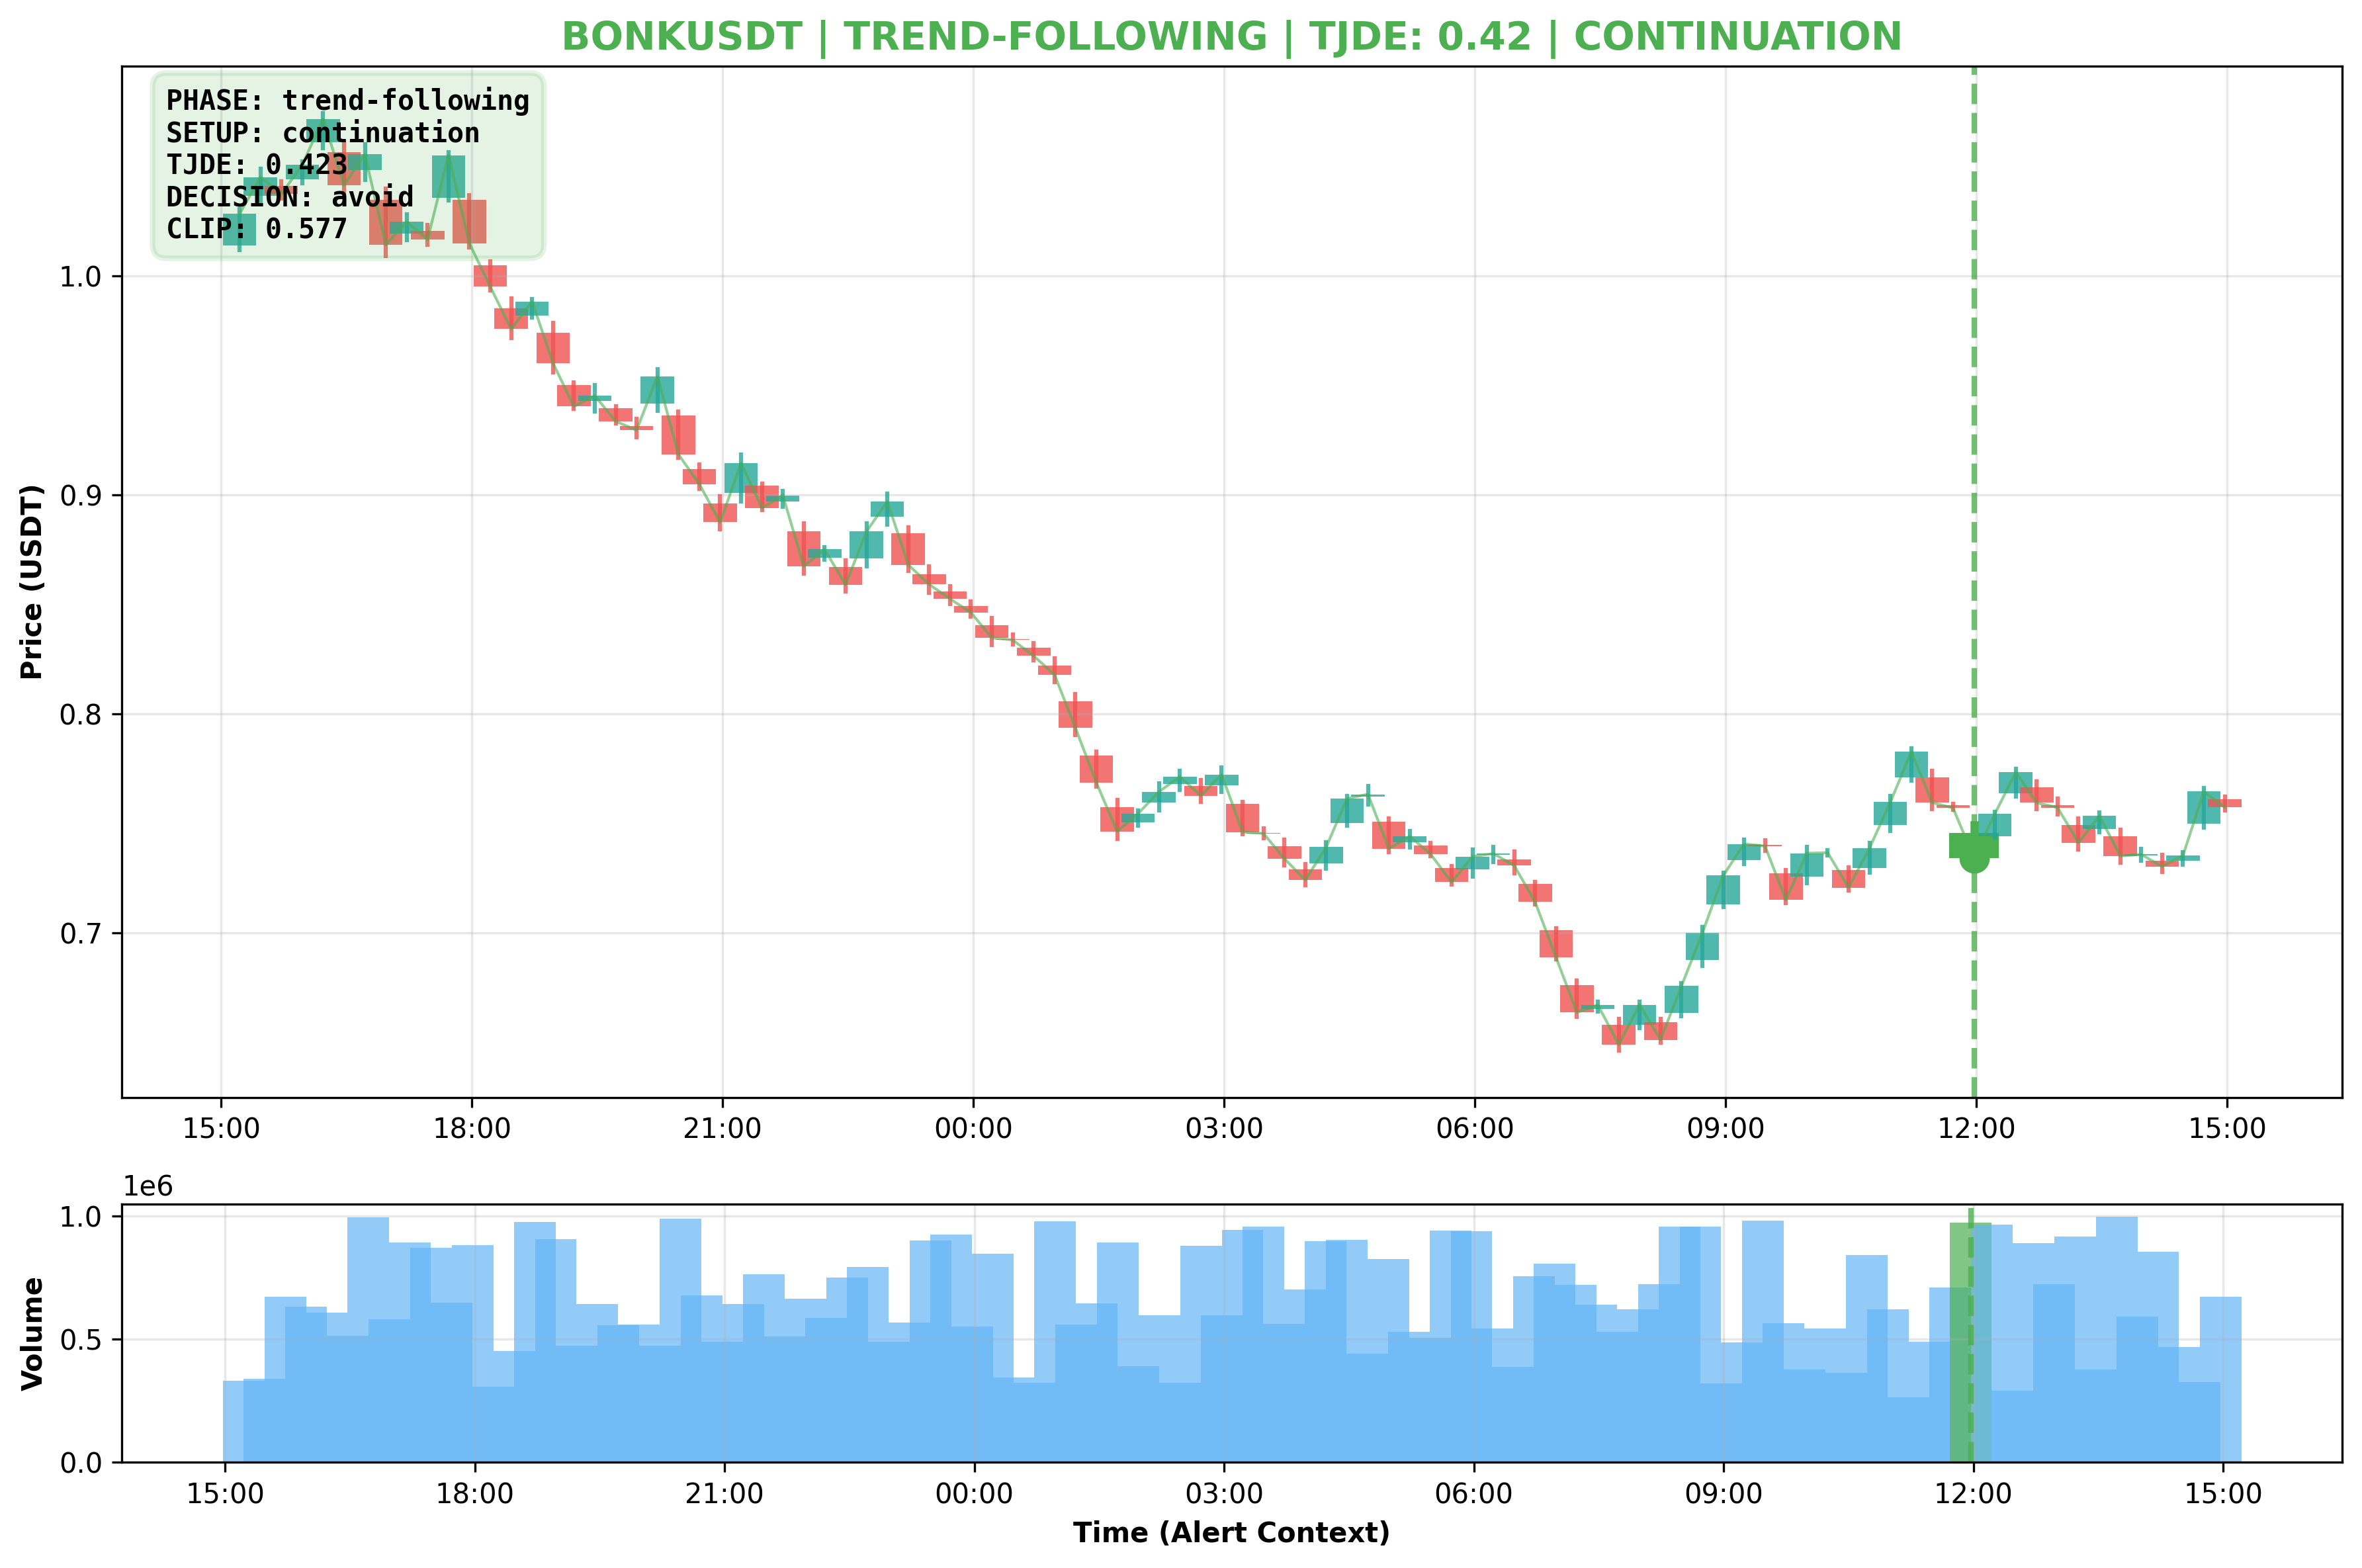 BONKUSDT | TREND-FOLLOWING | TJDE: 0.42 | CONTINUATION
PHASE: trend-following
SETUP: continuation
TJDE: 0.423
DECISION: avoid
CLIP: 0.577
Price (USDT)
1.0
0.9
0.8
0.7
15:00 18:00 21:00 00:00 03:00 06:00 09:00 12:00 15:00
1e6
Volume
1.0
0.5
0.0
15:00 18:00 21:00 00:00 03:00 06:00 09:00 12:00 15:00
Time (Alert Context)